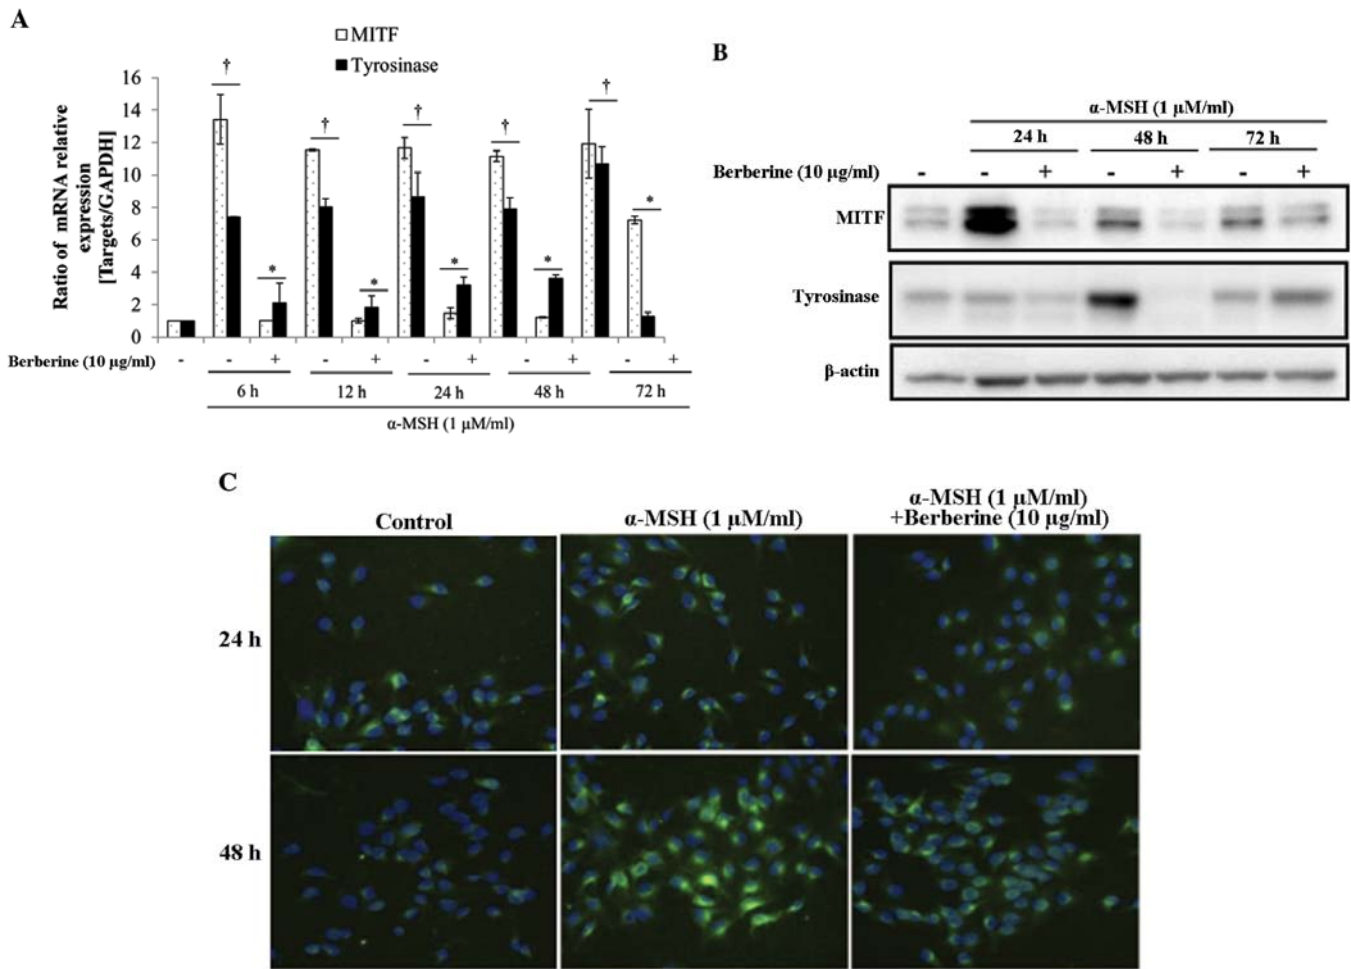 A
MITF
Tyrosinase
Ratio of mRNA relative
expression
[Targets/GAPDH]
16
14
12
10
8
6
4
2
0
† † † † †
* * * * *
Berberine (10 μg/ml) - - + - + - + - + - +
6 h 12 h 24 h 48 h 72 h
α-MSH (1 μM/ml)
B
α-MSH (1 μM/ml)
24 h 48 h 72 h
Berberine (10 μg/ml) - - + - + - +
MITF
Tyrosinase
β-actin
C
Control
α-MSH (1 μM/ml)
α-MSH (1 μM/ml)
+Berberine (10 μg/ml)
24 h
48 h